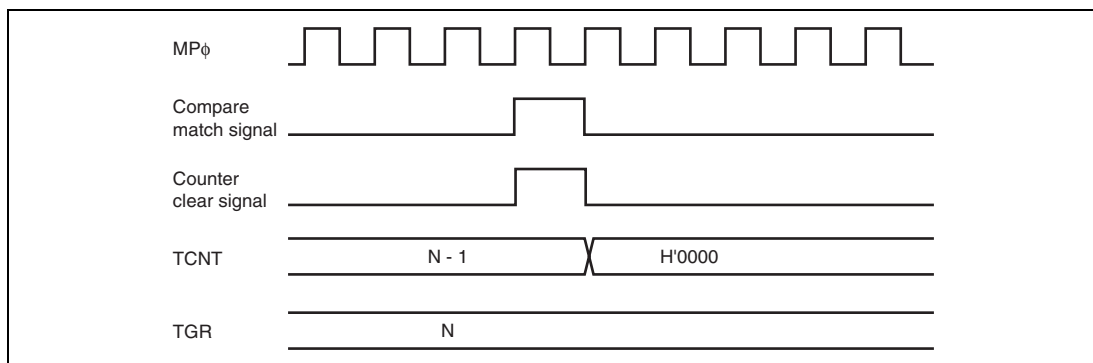 MPϕ
Compare
match signal
Counter
clear signal
TCNT
N - 1
H'0000
TGR
N